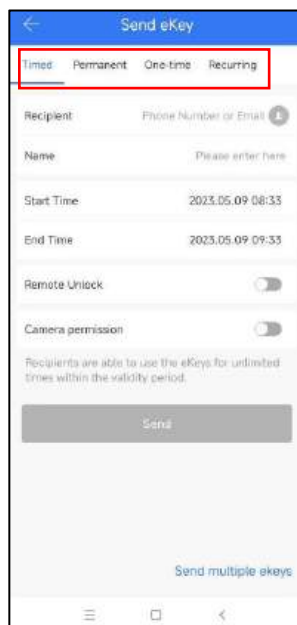 Send eKey
Timed Permanent One-time Recurring
Recipient Phone Number or Email
Name Please enter here
Start Time 2023.05.09 08:33
End Time 2023.05.09 09:33
Remote Unlock
Camera permission
Recipients are able to use the eKeys for unlimited
times within the validity period.
Send
Send multiple ekeys